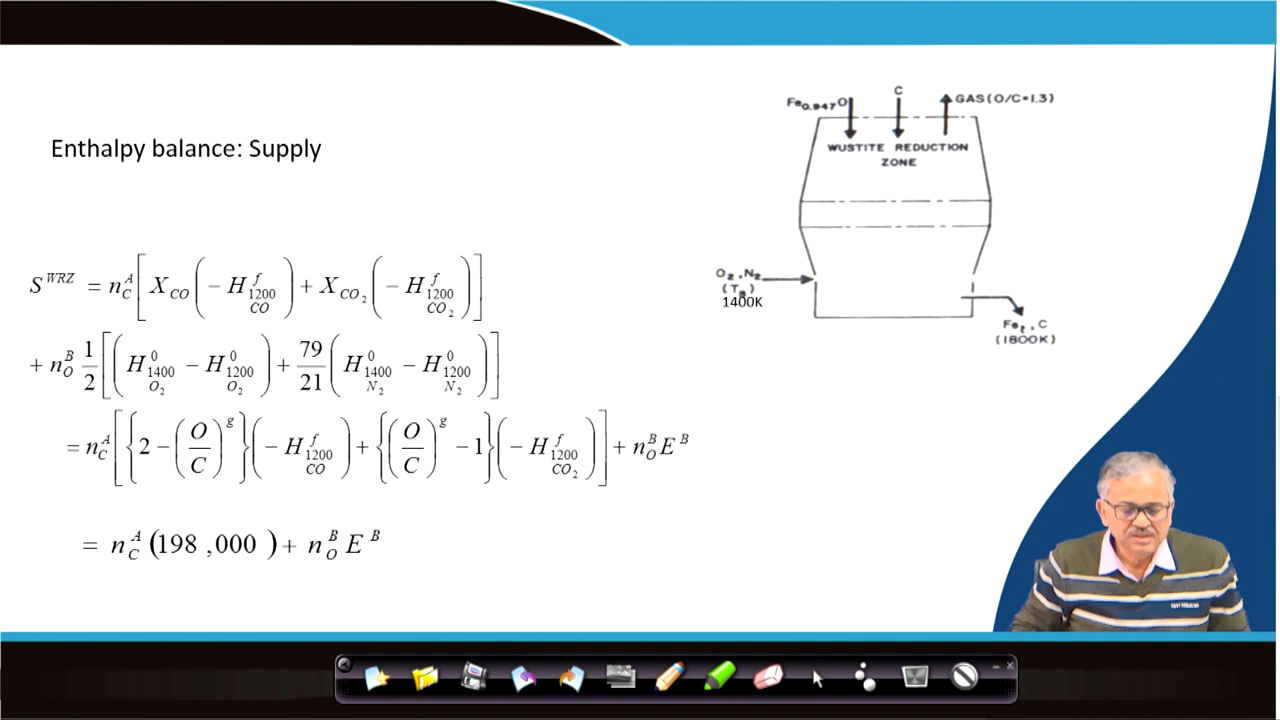 Enthalpy balance: Supply
Fe0.947O
C
GAS(O/C=1.3)
WUSTITE REDUCTION
ZONE
O2,N2
(TB)
1400K
Fet, C
(1800K)
S^WRZ = n_C^A [ X_CO ( − H^f_1200 CO ) + X_CO2 ( − H^f_1200 CO2 ) ]
+ n_O^B 1/2 [ ( H^0_1400 O2 − H^0_1200 O2 ) + 79/21 ( H^0_1400 N2 − H^0_1200 N2 ) ]
= n_C^A [ { 2 − (O/C)^g } ( − H^f_1200 CO ) + { (O/C)^g − 1 } ( − H^f_1200 CO2 ) ] + n_O^B E^B
= n_C^A (198 ,000 ) + n_O^B E^B